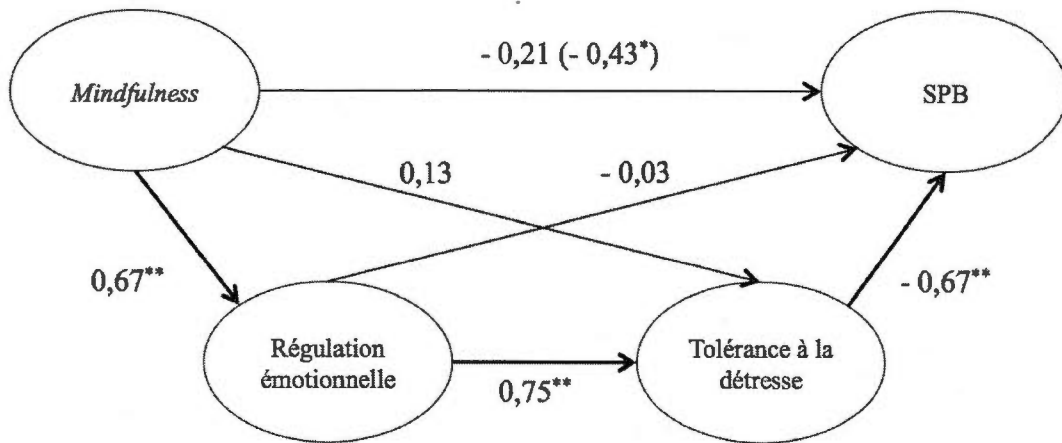 - 0,21 (- 0,43*)
Mindfulness
SPB
0,13
- 0,03
0,67**
- 0,67**
Régulation
émotionnelle
Tolérance à la
détresse
0,75**